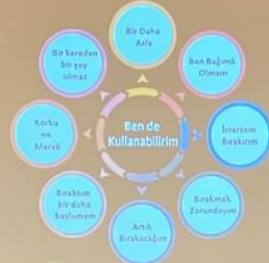 Bir Daha
Asla
Ben Bağımlı
Olmam
İstersem
Bırakırım
Bırakmak
Zorundayım
Artık
Bırakacağım
Bıraktım
bir daha
başlamam
Korku
ve
Merak
Bir kereden
bir şey
olmaz
Ben de
Kullanabilirim